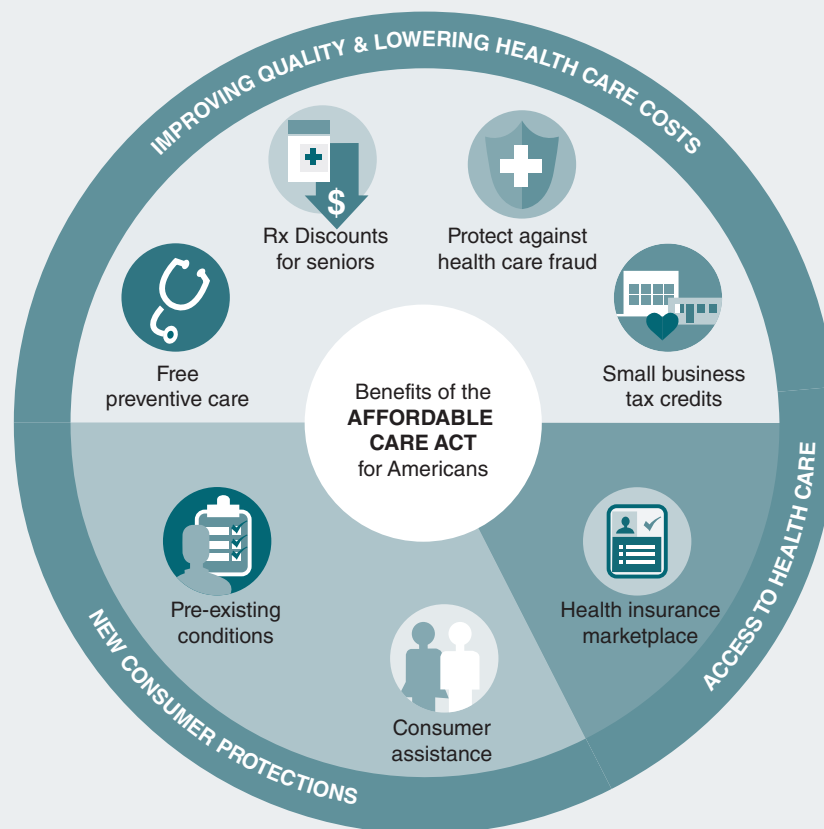 IMPROVING QUALITY & LOWERING HEALTH CARE COSTS
$
Rx Discounts
for seniors
Protect against
health care fraud
Free
preventive care
Small business
tax credits
Benefits of the
AFFORDABLE
CARE ACT
for Americans
Pre-existing
conditions
Consumer
assistance
Health insurance
marketplace
NEW CONSUMER PROTECTIONS
ACCESS TO HEALTH CARE